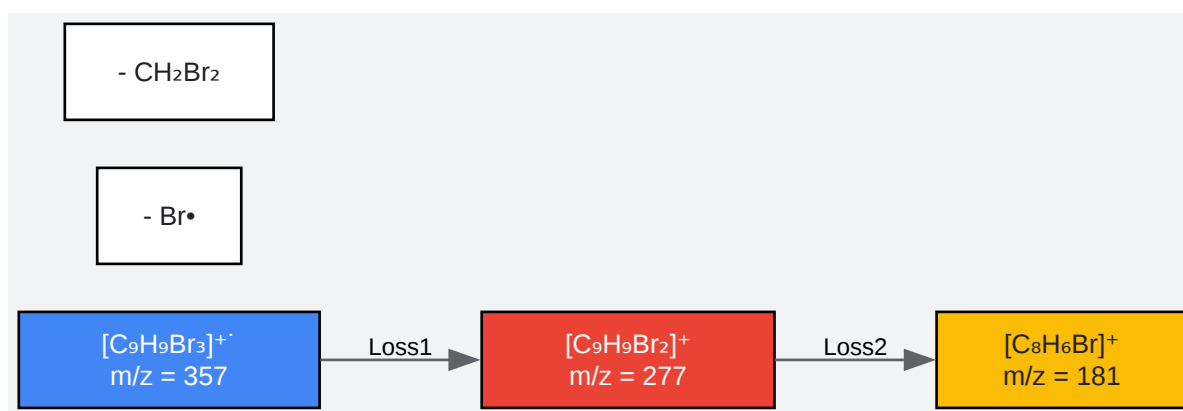 - CH₂Br₂
- Br•
[C₉H₉Br₃]⁺˙
m/z = 357
Loss1
[C₉H₉Br₂]⁺
m/z = 277
Loss2
[C₈H₆Br]⁺
m/z = 181